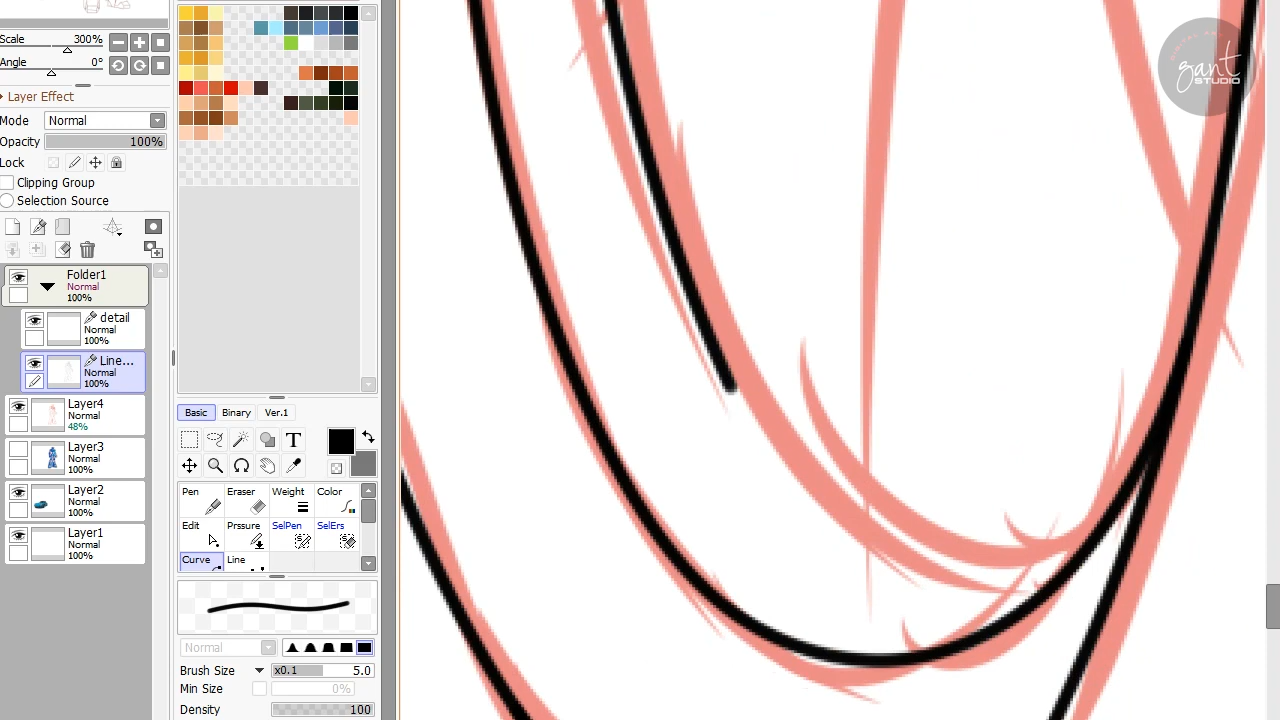 Scale 300%
Angle 0°
Layer Effect
Mode Normal
Opacity 100%
Lock
Clipping Group
Selection Source
Folder1
Normal
100%
detail
Normal
100%
Line...
Normal
100%
Layer4
Normal
48%
Layer3
Normal
100%
Layer2
Normal
100%
Layer1
Normal
100%
Basic Binary Ver.1
T
Pen Eraser Weight Color
Edit Prssure SelPen SelErs
Curve Line
Normal
Brush Size x0.1 5.0
Min Size 0%
Density 100
gant
STUDIO